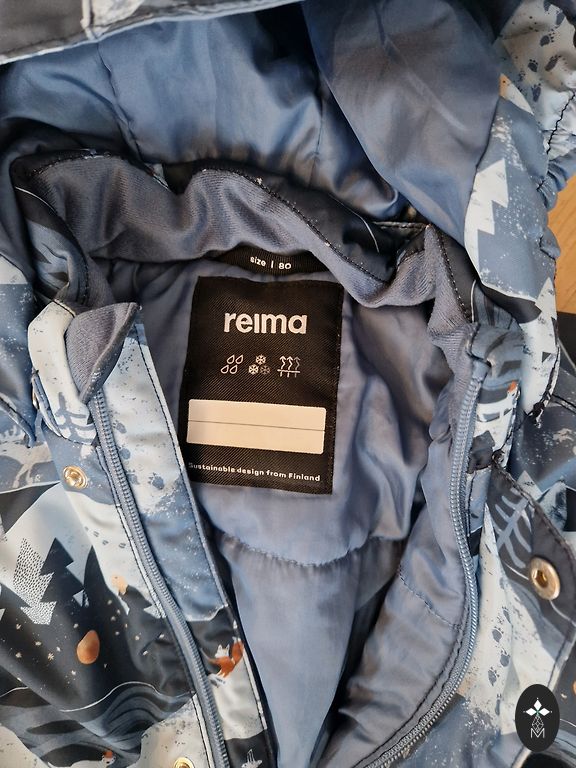 size | 80
reima
Sustainable design from Finland
M